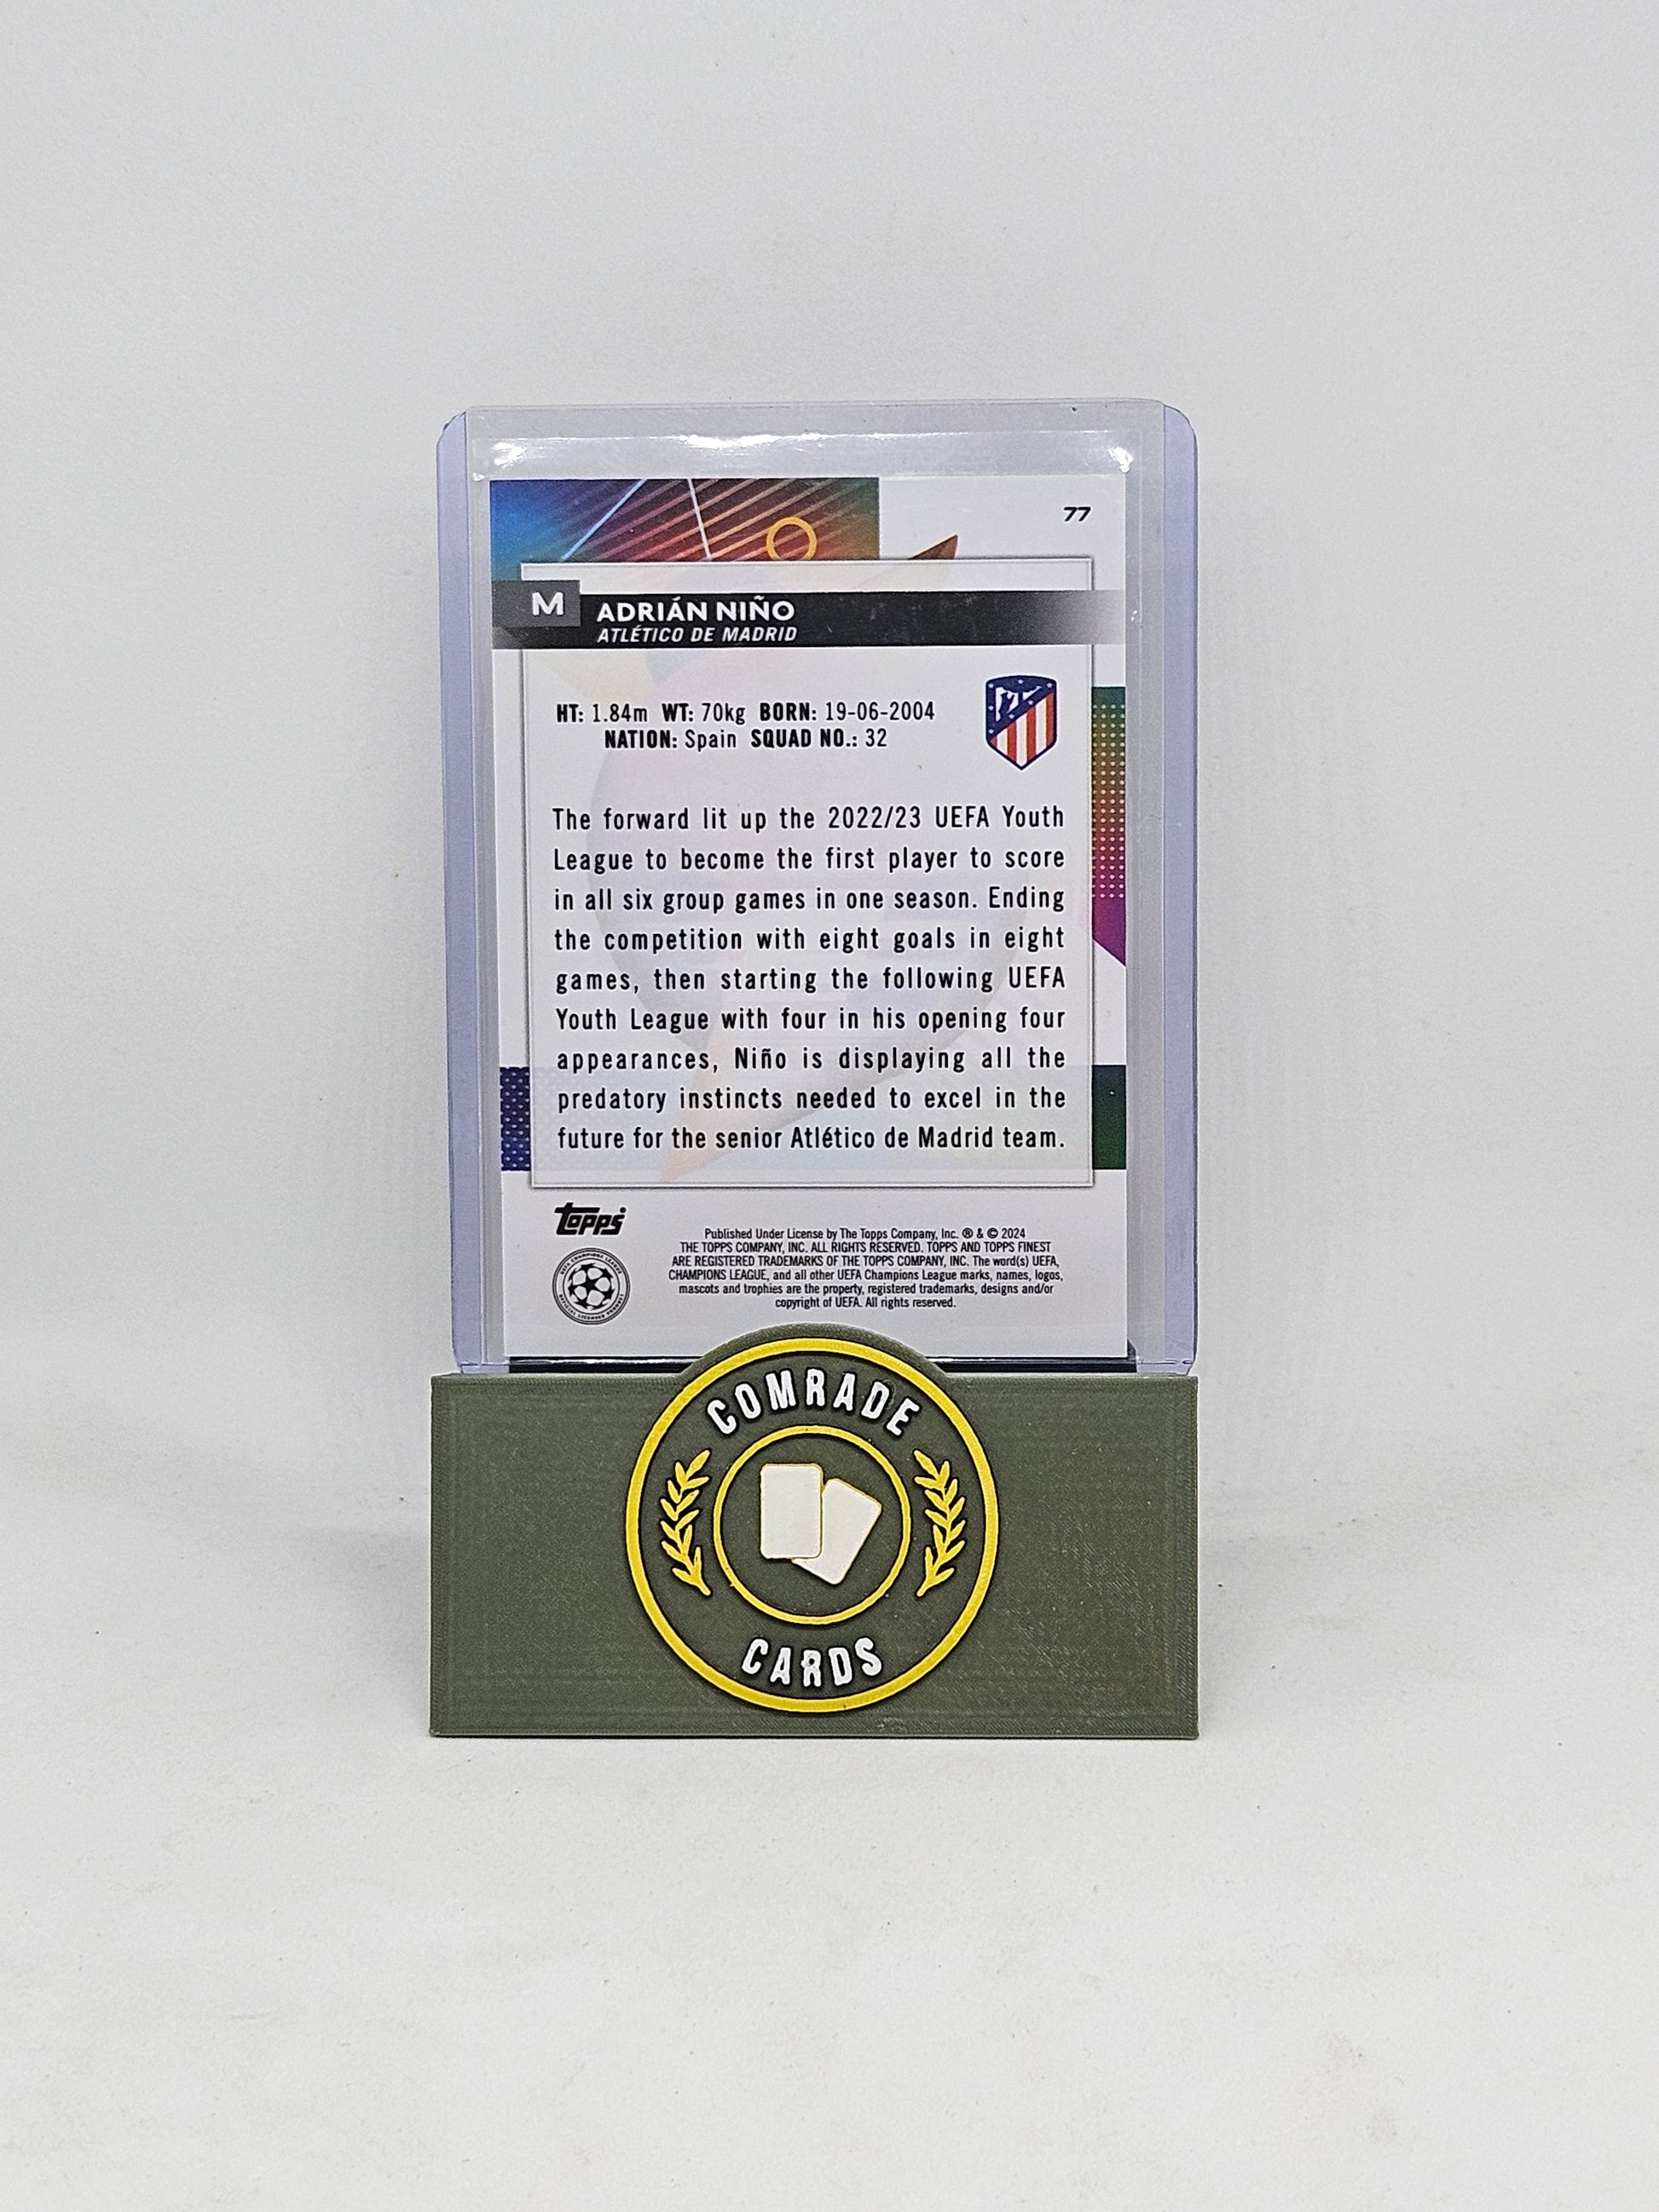 77
M
ADRIÁN NIÑO
ATLÉTICO DE MADRID
HT: 1.84m WT: 70kg BORN: 19-06-2004
NATION: Spain SQUAD NO.: 32
The forward lit up the 2022/23 UEFA Youth
League to become the first player to score
in all six group games in one season. Ending
the competition with eight goals in eight
games, then starting the following UEFA
Youth League with four in his opening four
appearances, Niño is displaying all the
predatory instincts needed to excel in the
future for the senior Atlético de Madrid team.
Topps
Published Under License by The Topps Company, Inc. ® & © 2024
THE TOPPS COMPANY, INC. ALL RIGHTS RESERVED. TOPPS AND TOPPS FINEST
ARE REGISTERED TRADEMARKS OF THE TOPPS COMPANY, INC. The word(s) UEFA,
CHAMPIONS LEAGUE, and all other UEFA Champions League marks, names, logos,
mascots and trophies are the property, registered trademarks, designs and/or
copyright of UEFA. All rights reserved.
UEFA CHAMPIONS LEAGUE
OFFICIAL LICENSED PRODUCT
COMRADE
CARDS